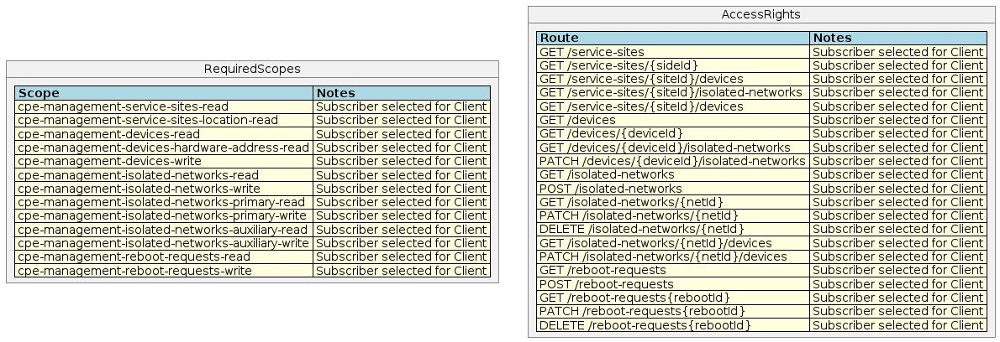 RequiredScopes
Scope Notes
cpe-management-service-sites-read Subscriber selected for Client
cpe-management-service-sites-location-read Subscriber selected for Client
cpe-management-devices-read Subscriber selected for Client
cpe-management-devices-hardware-address-read Subscriber selected for Client
cpe-management-devices-write Subscriber selected for Client
cpe-management-isolated-networks-read Subscriber selected for Client
cpe-management-isolated-networks-write Subscriber selected for Client
cpe-management-isolated-networks-primary-read Subscriber selected for Client
cpe-management-isolated-networks-primary-write Subscriber selected for Client
cpe-management-isolated-networks-auxiliary-read Subscriber selected for Client
cpe-management-isolated-networks-auxiliary-write Subscriber selected for Client
cpe-management-reboot-requests-read Subscriber selected for Client
cpe-management-reboot-requests-write Subscriber selected for Client
AccessRights
Route Notes
GET /service-sites Subscriber selected for Client
GET /service-sites/{sideId} Subscriber selected for Client
GET /service-sites/{siteId}/devices Subscriber selected for Client
GET /service-sites/{siteId}/isolated-networks Subscriber selected for Client
GET /service-sites/{siteId}/devices Subscriber selected for Client
GET /devices Subscriber selected for Client
GET /devices/{deviceId} Subscriber selected for Client
GET /devices/{deviceId}/isolated-networks Subscriber selected for Client
PATCH /devices/{deviceId}/isolated-networks Subscriber selected for Client
GET /isolated-networks Subscriber selected for Client
POST /isolated-networks Subscriber selected for Client
GET /isolated-networks/{netId} Subscriber selected for Client
PATCH /isolated-networks/{netId} Subscriber selected for Client
DELETE /isolated-networks/{netId} Subscriber selected for Client
GET /isolated-networks/{netId}/devices Subscriber selected for Client
PATCH /isolated-networks/{netId}/devices Subscriber selected for Client
GET /reboot-requests Subscriber selected for Client
POST /reboot-requests Subscriber selected for Client
GET /reboot-requests{rebootId} Subscriber selected for Client
PATCH /reboot-requests{rebootId} Subscriber selected for Client
DELETE /reboot-requests{rebootId} Subscriber selected for Client